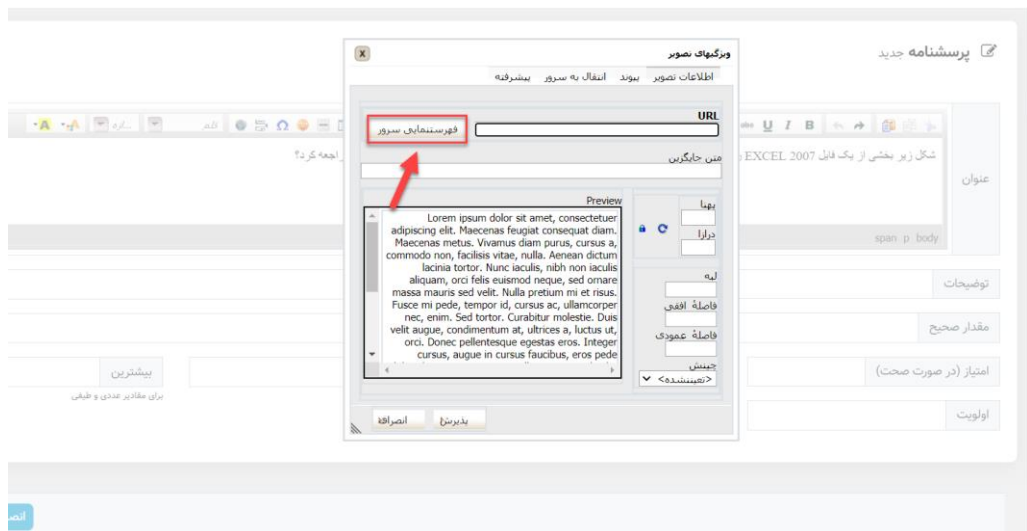 پرسشنامه جدید
ویژگیهای تصویر
X
اطلاعات تصویر پیوند انتقال به سرور پیشرفته
URL
فهرستنمایی سرور
متن جایگزین
Preview
Lorem ipsum dolor sit amet, consectetuer
adipiscing elit. Maecenas feugiat consequat diam.
Maecenas metus. Vivamus diam purus, cursus a,
commodo non, facilisis vitae, nulla. Aenean dictum
lacinia tortor. Nunc iaculis, nibh non iaculis
aliquam, orci felis euismod neque, sed ornare
massa mauris sed velit. Nulla pretium mi et risus.
Fusce mi pede, tempor id, cursus ac, ullamcorper
nec, enim. Sed tortor. Curabitur molestie. Duis
velit augue, condimentum at, ultrices a, luctus ut,
orci. Donec pellentesque egestas eros. Integer
cursus, augue in cursus faucibus, eros pede
پهنا
درازا
لبه
فاصلهٔ افقی
فاصلهٔ عمودی
چینش
<تعییننشده>
پذیرش
انصراف
عنوان
شکل زیر بخشی از یک فایل EXCEL 2007
اجعه کرد؟
B I U abc
قلم
A A
body p span
توضیحات
مقدار صحیح
امتیاز (در صورت صحت)
بیشترین
برای مقادیر عددی و طیفی
اولویت